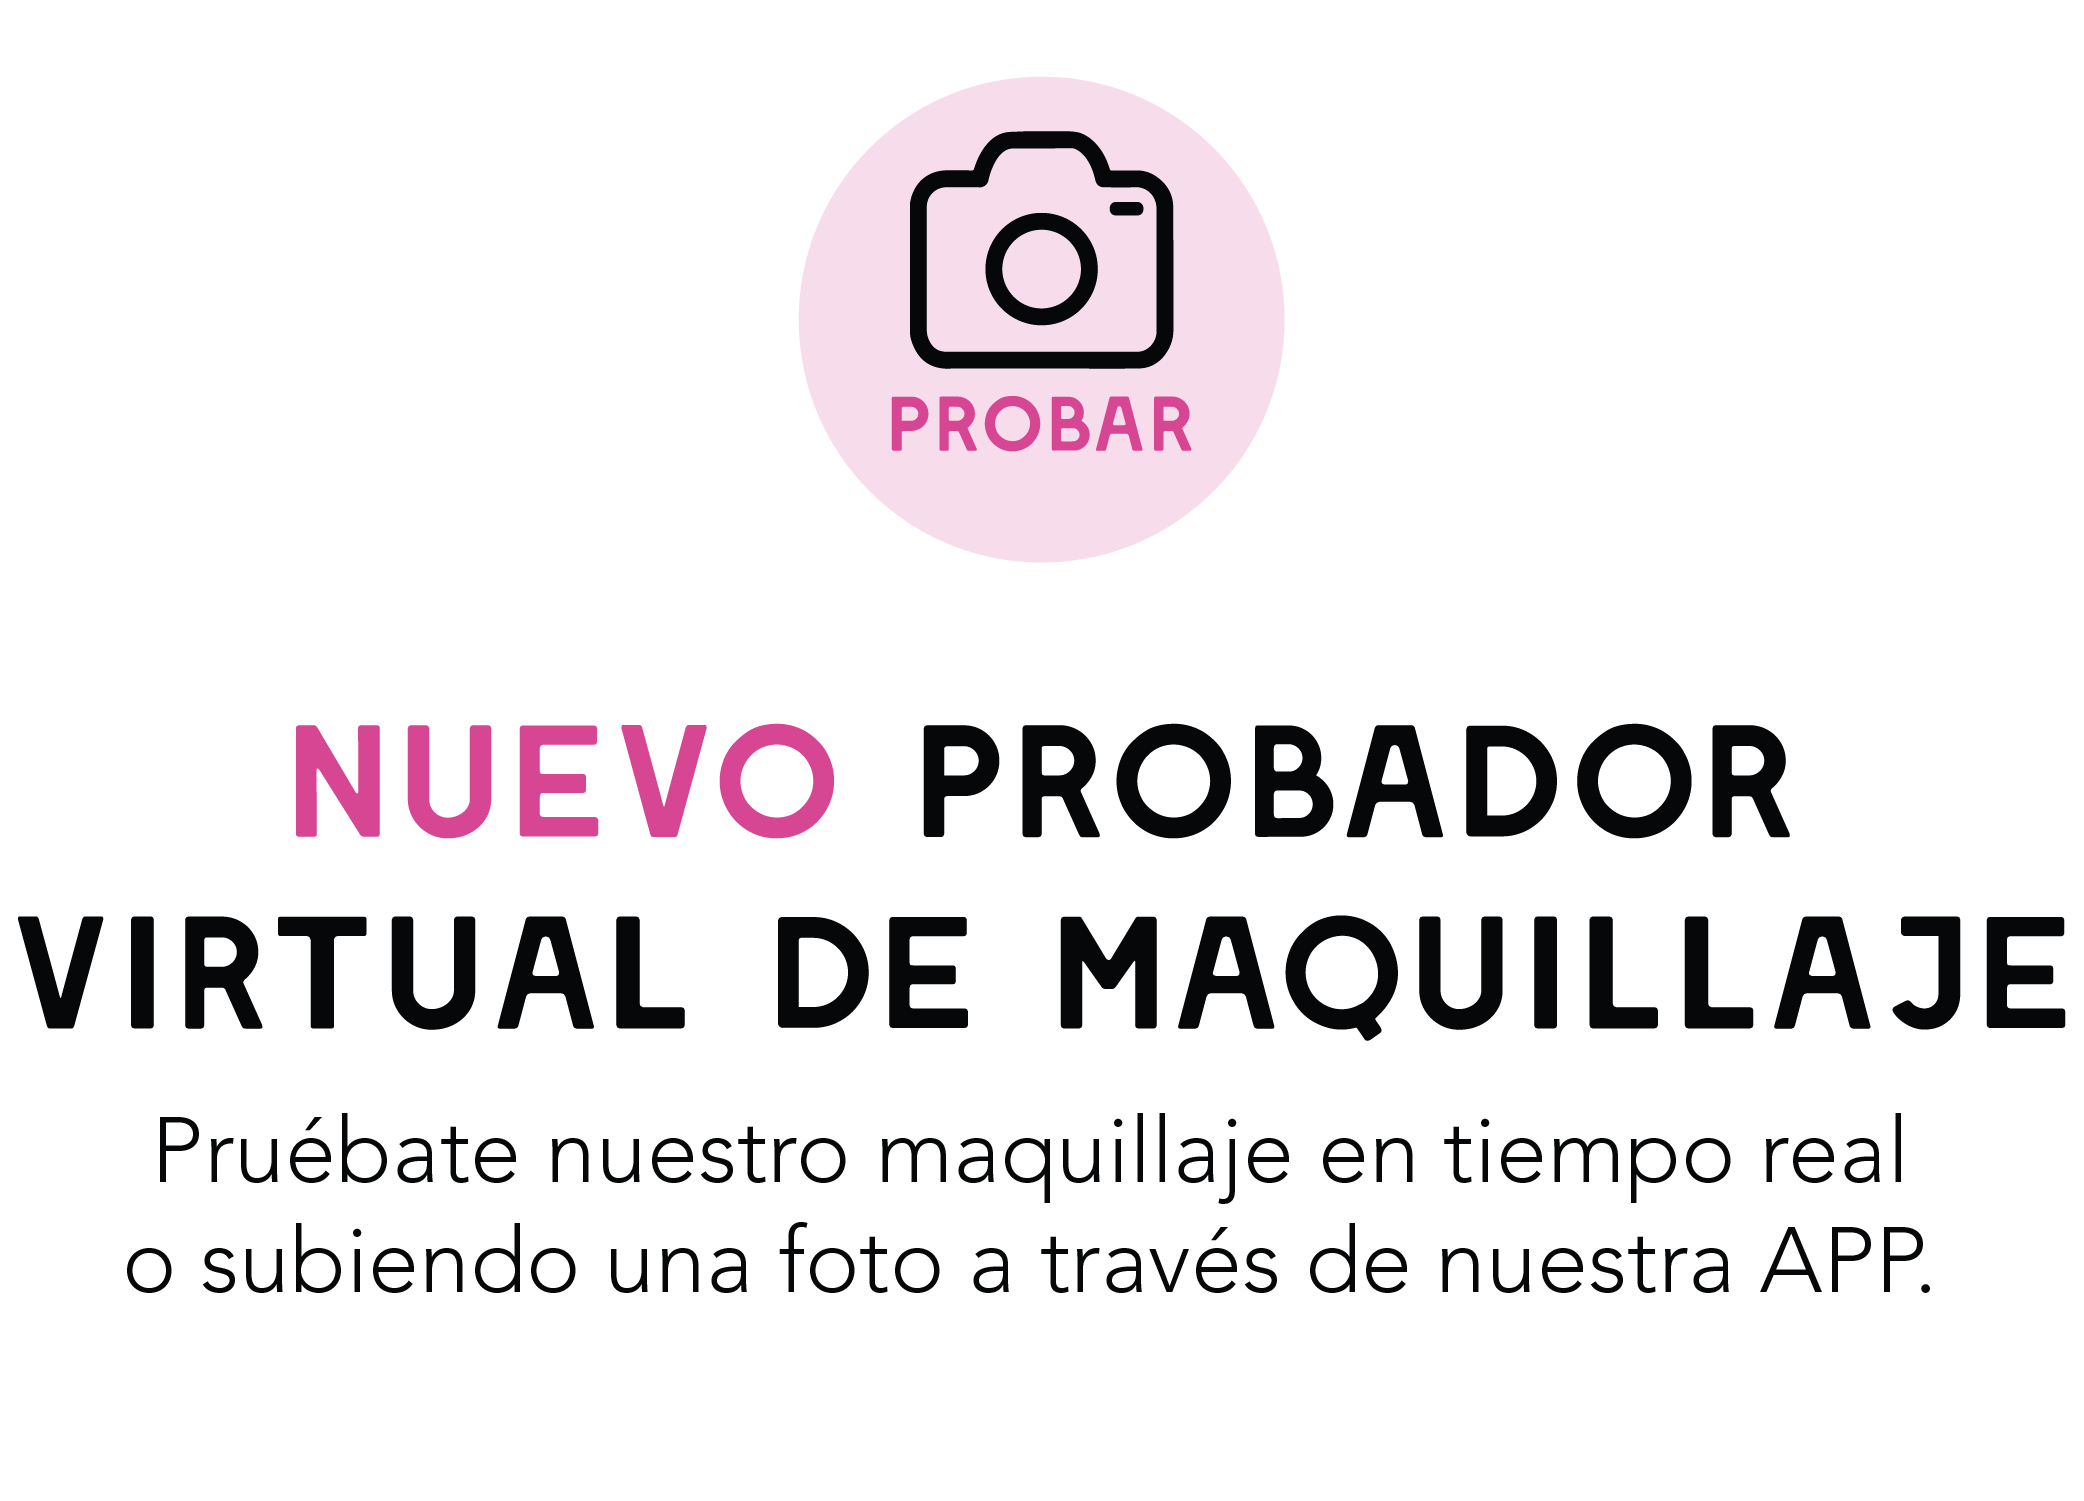 PROBAR
NUEVO PROBADOR
VIRTUAL DE MAQUILLAJE
Pruébate nuestro maquillaje en tiempo real
o subiendo una foto a través de nuestra APP.